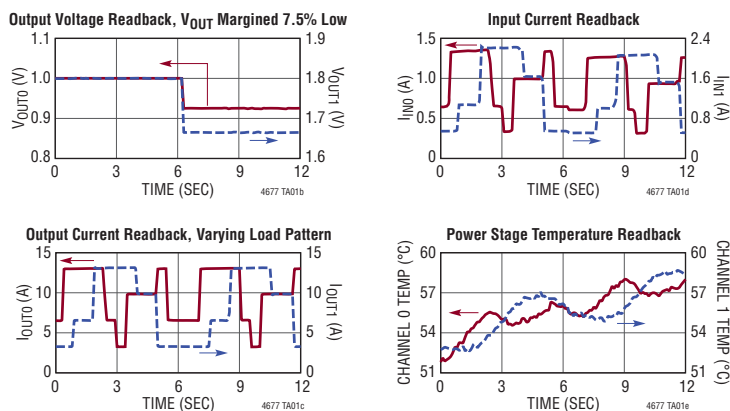 Output Voltage Readback, VOUT Margined 7.5% Low
1.1
1.0
0.9
0.8
VOUT0 (V)
1.9
1.8
1.7
1.6
VOUT1 (V)
0 3 6 9 12
TIME (SEC)
4677 TA01b
Input Current Readback
1.5
1.0
0.5
0
IIN0 (A)
2.4
1.6
0.8
0
IIN1 (A)
0 3 6 9 12
TIME (SEC)
4677 TA01d
Output Current Readback, Varying Load Pattern
15
10
5
0
IOUT0 (A)
15
10
5
0
IOUT1 (A)
0 3 6 9 12
TIME (SEC)
4677 TA01c
Power Stage Temperature Readback
60
57
54
51
CHANNEL 0 TEMP (°C)
60
57
54
51
CHANNEL 1 TEMP (°C)
0 3 6 9 12
TIME (SEC)
4677 TA01e